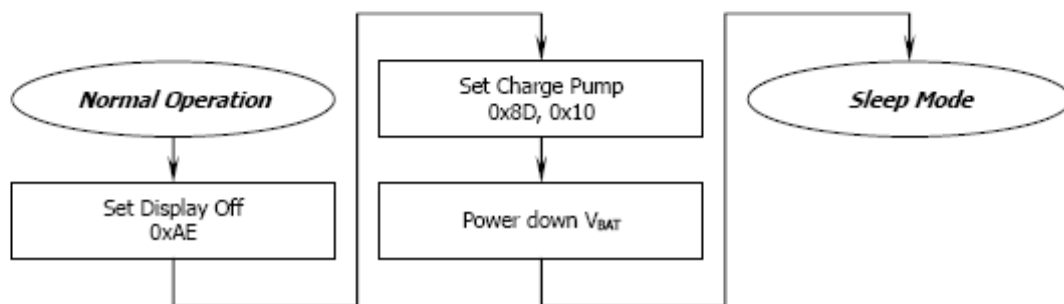 Normal Operation
Set Display Off
0xAE
Set Charge Pump
0x8D, 0x10
Power down VBAT
Sleep Mode